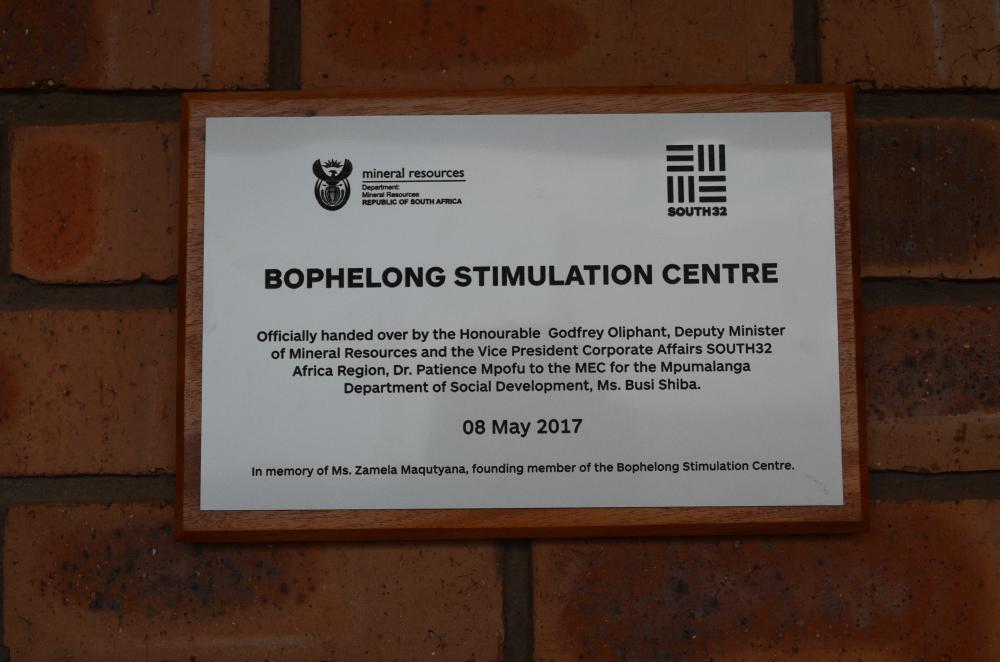 mineral resources
Department:
Mineral Resources
REPUBLIC OF SOUTH AFRICA
SOUTH32
BOPHELONG STIMULATION CENTRE
Officially handed over by the Honourable Godfrey Oliphant, Deputy Minister
of Mineral Resources and the Vice President Corporate Affairs SOUTH32
Africa Region, Dr. Patience Mpofu to the MEC for the Mpumalanga
Department of Social Development, Ms. Busi Shiba.
08 May 2017
In memory of Ms. Zamela Maqutyana, founding member of the Bophelong Stimulation Centre.